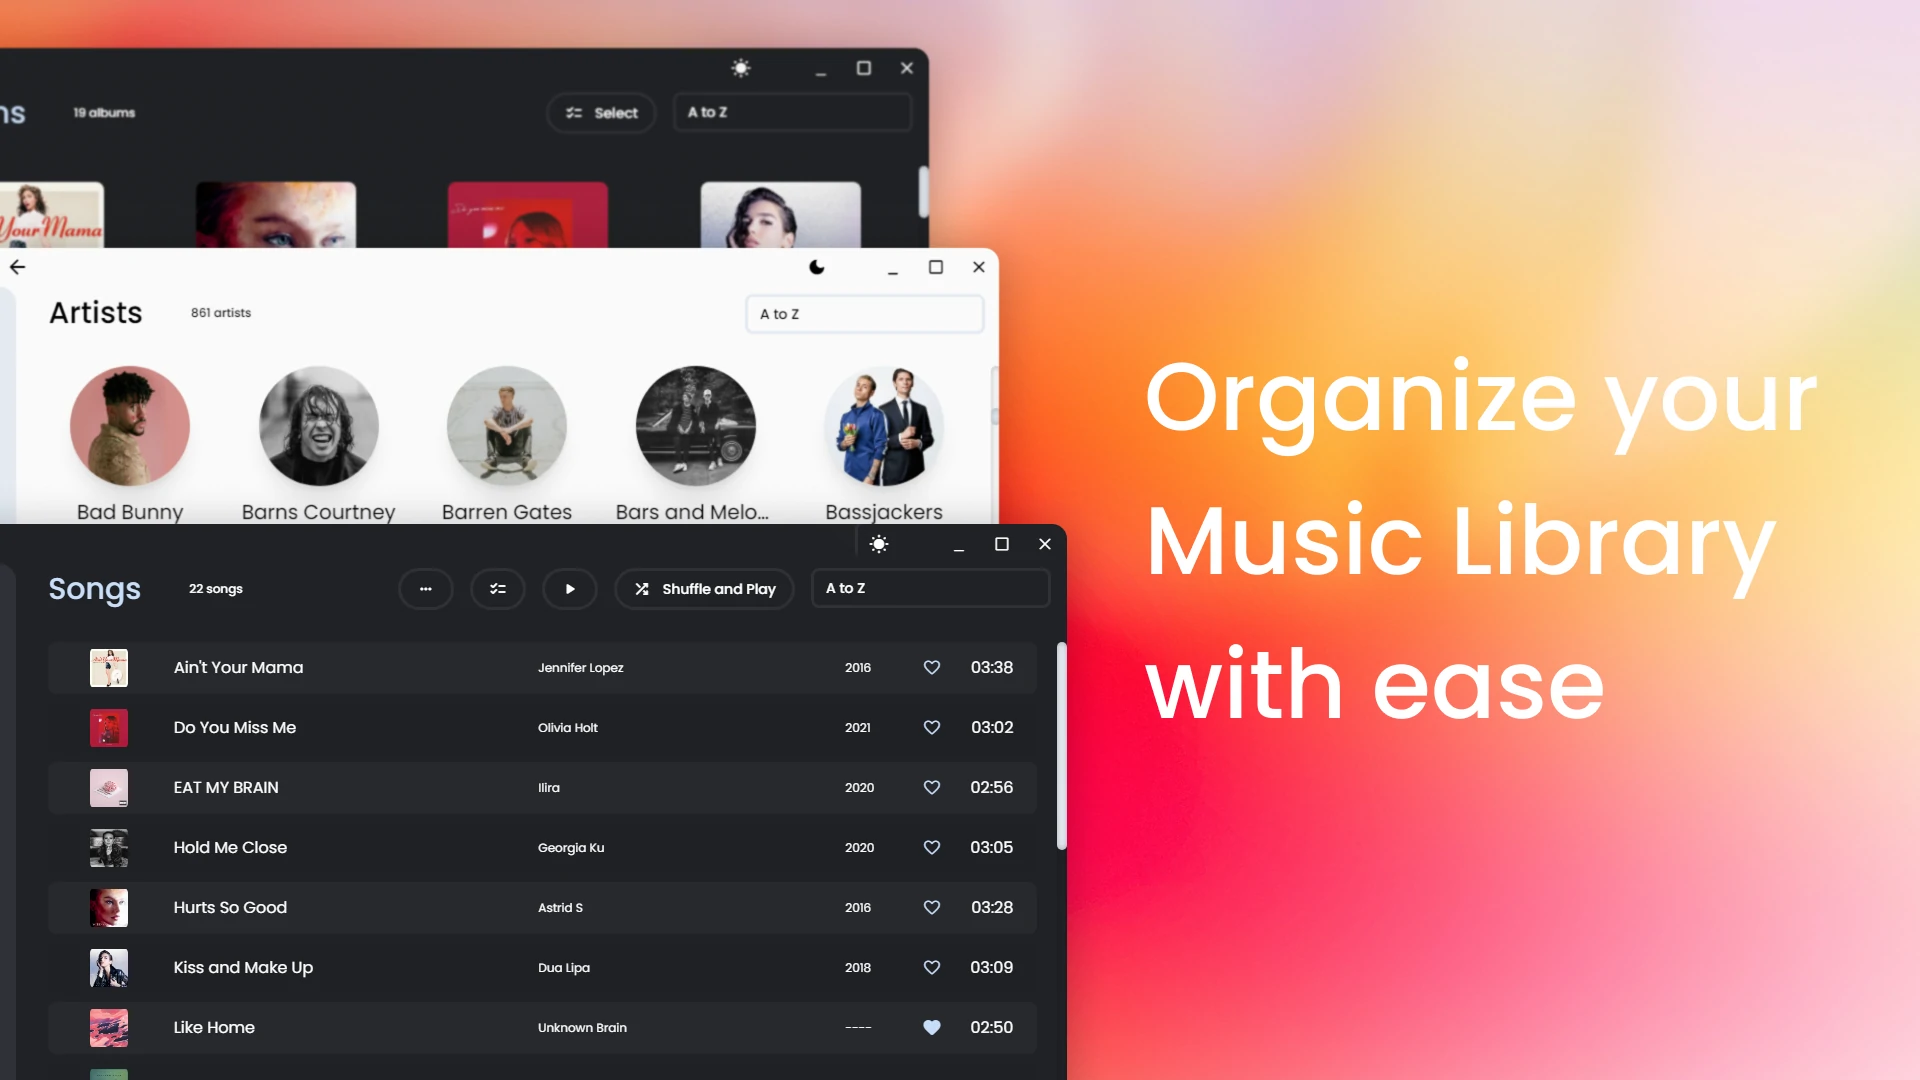 ns
19 albums
Select
A to Z
Your Mama
Artists
861 artists
A to Z
Bad Bunny
Barns Courtney
Barren Gates
Bars and Melo...
Bassjackers
Songs
22 songs
Shuffle and Play
A to Z
Ain't Your Mama
Jennifer Lopez
2016
03:38
Do You Miss Me
Olivia Holt
2021
03:02
EAT MY BRAIN
Ilira
2020
02:56
Hold Me Close
Georgia Ku
2020
03:05
Hurts So Good
Astrid S
2016
03:28
Kiss and Make Up
Dua Lipa
2018
03:09
Like Home
Unknown Brain
----
02:50
Organize your
Music Library
with ease